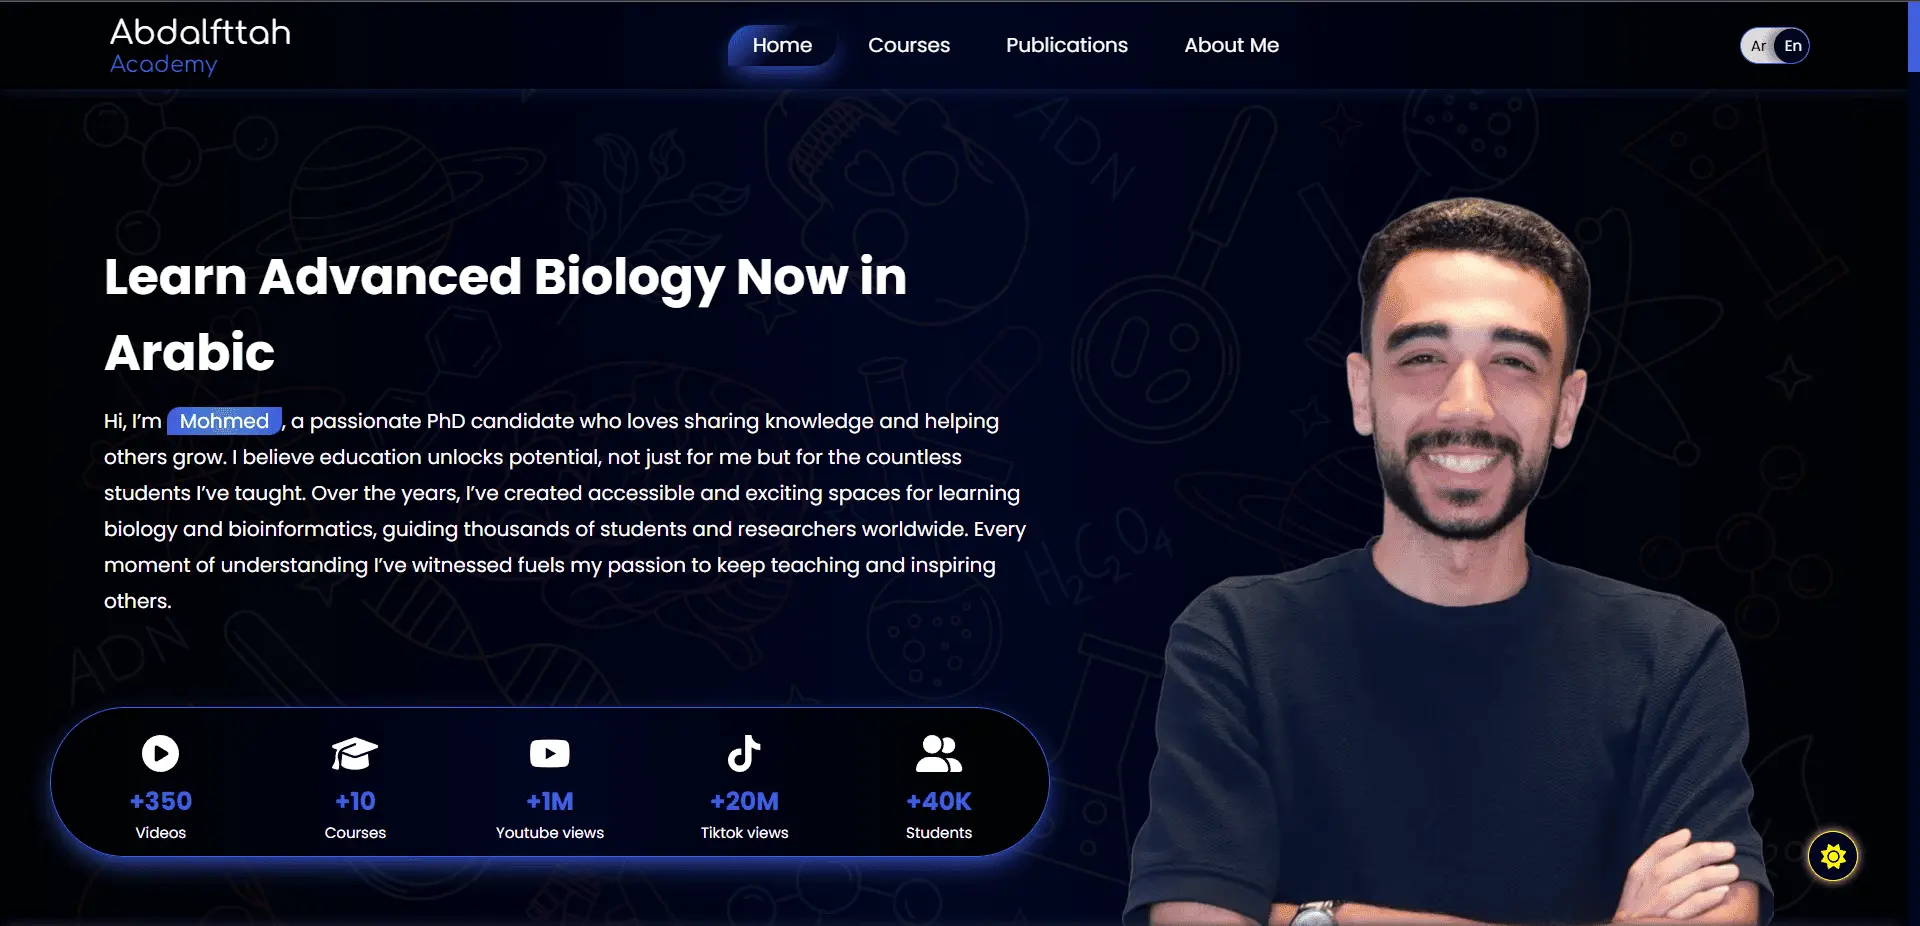 Abdalfttah
Academy
Home
Courses
Publications
About Me
Ar
En
ADN
Learn Advanced Biology Now in
Arabic
Hi, I'm Mohmed, a passionate PhD candidate who loves sharing knowledge and helping
others grow. I believe education unlocks potential, not just for me but for the countless
students I've taught. Over the years, I've created accessible and exciting spaces for learning
biology and bioinformatics, guiding thousands of students and researchers worldwide. Every
moment of understanding I've witnessed fuels my passion to keep teaching and inspiring
others.
H₂C₂O₄
ADN
+350
Videos
+10
Courses
+1M
Youtube views
+20M
Tiktok views
+40K
Students